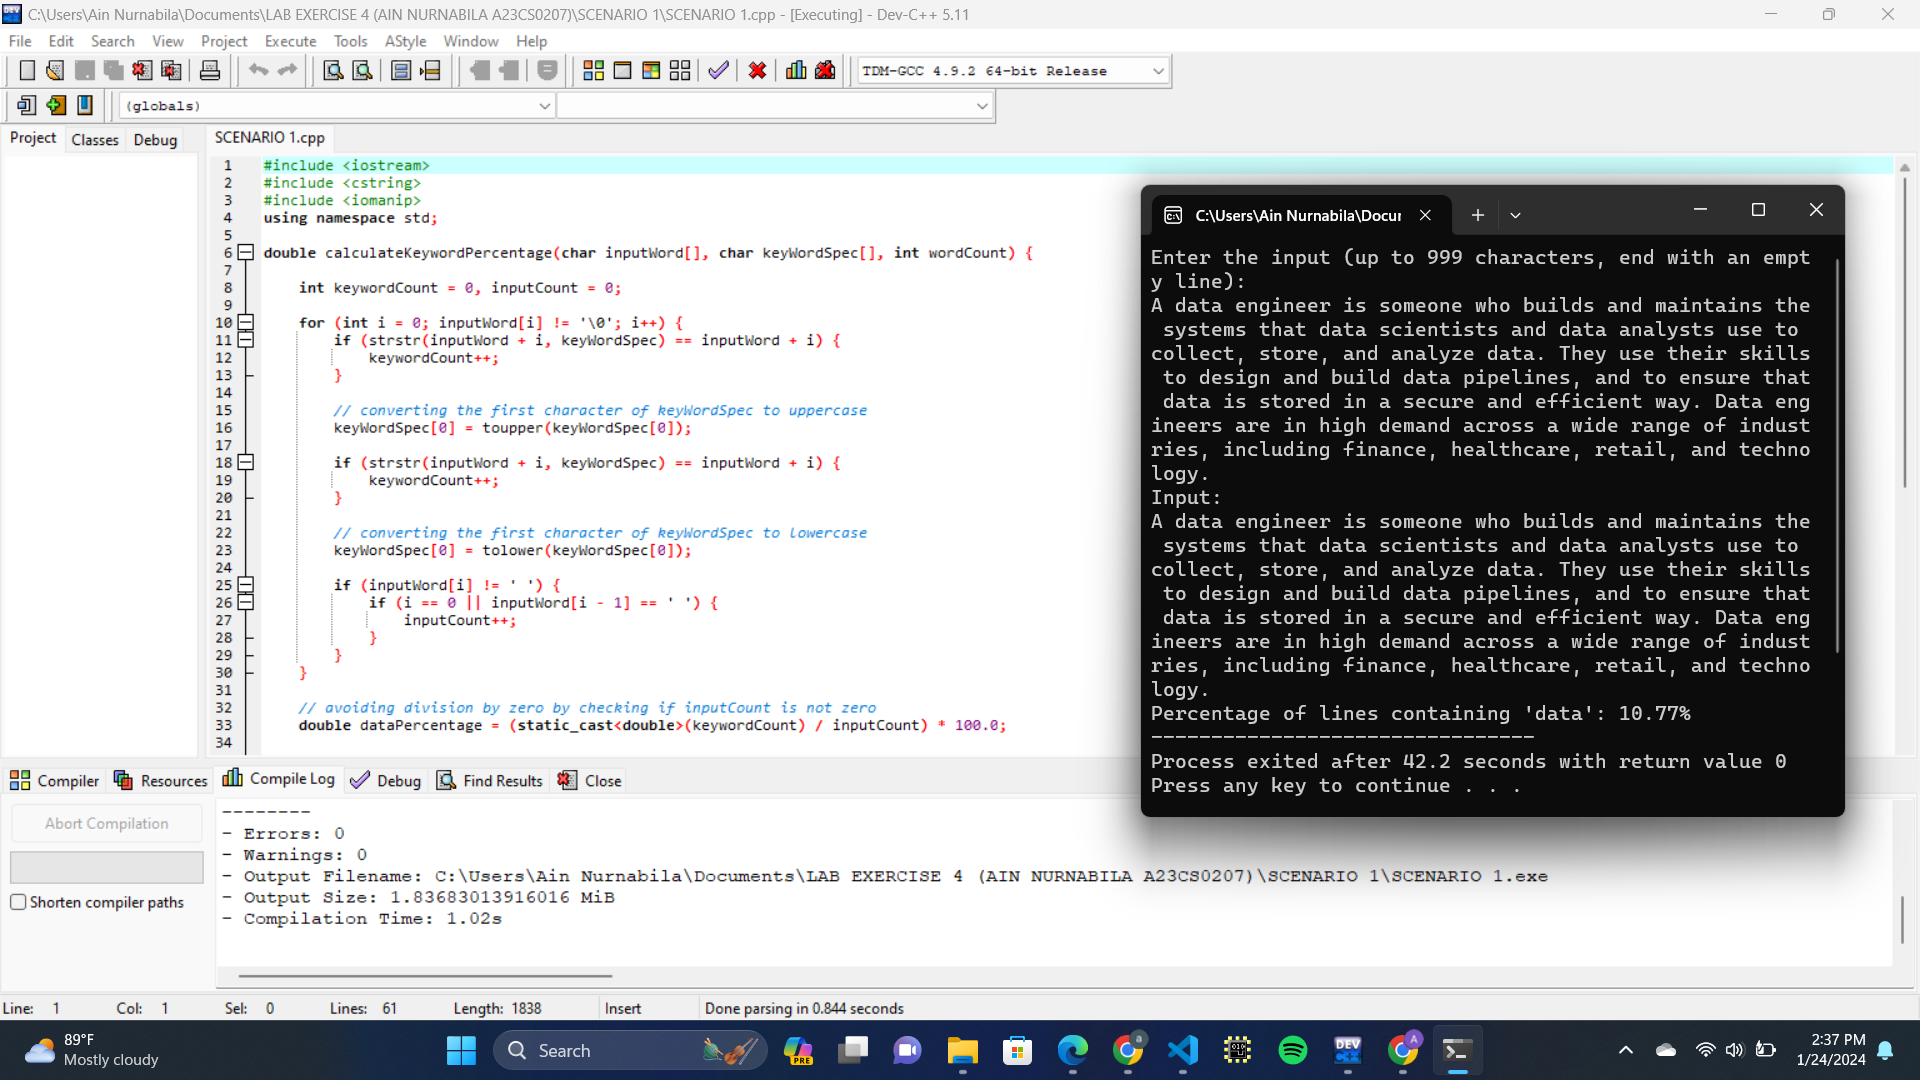 C:\Users\Ain Nurnabila\Documents\LAB EXERCISE 4 (AIN NURNABILA A23CS0207)\SCENARIO 1\SCENARIO 1.cpp - [Executing] - Dev-C++ 5.11
File Edit Search View Project Execute Tools AStyle Window Help
TDM-GCC 4.9.2 64-bit Release
(globals)
Project Classes Debug
SCENARIO 1.cpp
1 #include <iostream>
2 #include <cstring>
3 #include <iomanip>
4 using namespace std;
5
6 double calculateKeywordPercentage(char inputWord[], char keyWordSpec[], int wordCount) {
7
8 int keywordCount = 0, inputCount = 0;
9
10 for (int i = 0; inputWord[i] != '\0'; i++) {
11 if (strstr(inputWord + i, keyWordSpec) == inputWord + i) {
12 keywordCount++;
13 }
14
15 // converting the first character of keyWordSpec to uppercase
16 keyWordSpec[0] = toupper(keyWordSpec[0]);
17
18 if (strstr(inputWord + i, keyWordSpec) == inputWord + i) {
19 keywordCount++;
20 }
21
22 // converting the first character of keyWordSpec to lowercase
23 keyWordSpec[0] = tolower(keyWordSpec[0]);
24
25 if (inputWord[i] != ' ') {
26 if (i == 0 || inputWord[i - 1] == ' ') {
27 inputCount++;
28 }
29 }
30 }
31
32 // avoiding division by zero by checking if inputCount is not zero
33 double dataPercentage = (static_cast<double>(keywordCount) / inputCount) * 100.0;
34
C:\Users\Ain Nurnabila\Docur
Enter the input (up to 999 characters, end with an empt
y line):
A data engineer is someone who builds and maintains the
systems that data scientists and data analysts use to
collect, store, and analyze data. They use their skills
to design and build data pipelines, and to ensure that
data is stored in a secure and efficient way. Data eng
ineers are in high demand across a wide range of indust
ries, including finance, healthcare, retail, and techno
logy.
Input:
A data engineer is someone who builds and maintains the
systems that data scientists and data analysts use to
collect, store, and analyze data. They use their skills
to design and build data pipelines, and to ensure that
data is stored in a secure and efficient way. Data eng
ineers are in high demand across a wide range of indust
ries, including finance, healthcare, retail, and techno
logy.
Percentage of lines containing 'data': 10.77%
--------------------------------
Process exited after 42.2 seconds with return value 0
Press any key to continue . . .
Compiler Resources Compile Log Debug Find Results Close
Abort Compilation
Shorten compiler paths
--------
- Errors: 0
- Warnings: 0
- Output Filename: C:\Users\Ain Nurnabila\Documents\LAB EXERCISE 4 (AIN NURNABILA A23CS0207)\SCENARIO 1\SCENARIO 1.exe
- Output Size: 1.83683013916016 MiB
- Compilation Time: 1.02s
Line: 1 Col: 1 Sel: 0 Lines: 61 Length: 1838 Insert Done parsing in 0.844 seconds
89°F
Mostly cloudy
Search
PRE
DEV
C++
a
A
2:37 PM
1/24/2024